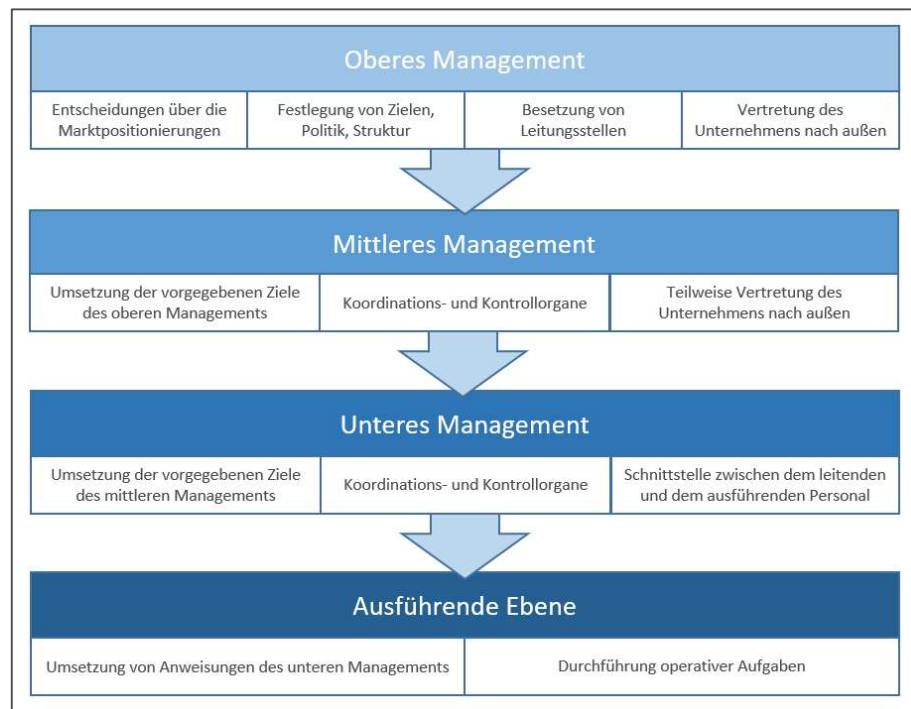 Oberes Management
Entscheidungen über die
Marktpositionierungen
Festlegung von Zielen,
Politik, Struktur
Besetzung von
Leitungsstellen
Vertretung des
Unternehmens nach außen
Mittleres Management
Umsetzung der vorgegebenen Ziele
des oberen Managements
Koordinations- und Kontrollorgane
Teilweise Vertretung des
Unternehmens nach außen
Unteres Management
Umsetzung der vorgegebenen Ziele
des mittleren Managements
Koordinations- und Kontrollorgane
Schnittstelle zwischen dem leitenden
und dem ausführenden Personal
Ausführende Ebene
Umsetzung von Anweisungen des unteren Managements
Durchführung operativer Aufgaben